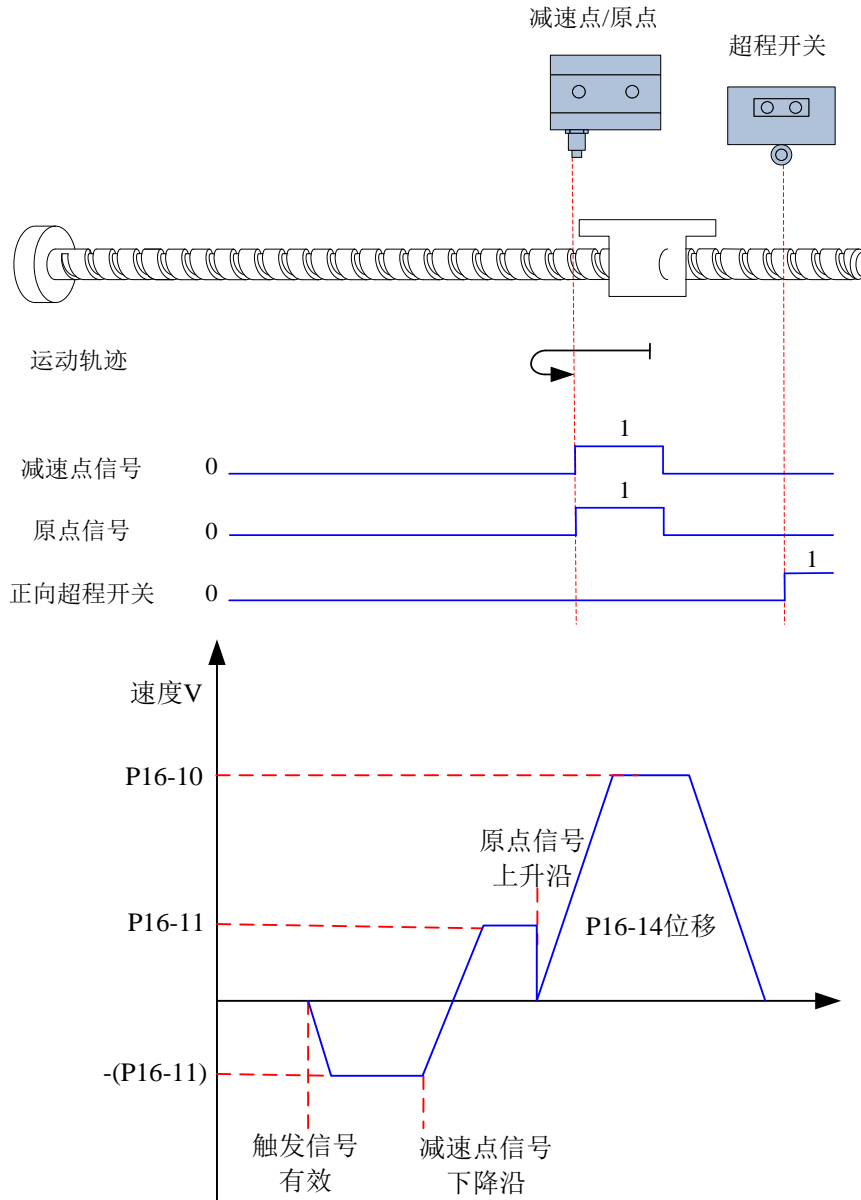 减速点/原点
超程开关
运动轨迹
1
减速点信号
0
1
原点信号
0
1
正向超程开关
0
速度V
P16-10
原点信号
上升沿
P16-11
P16-14位移
-(P16-11)
触发信号
有效
减速点信号
下降沿